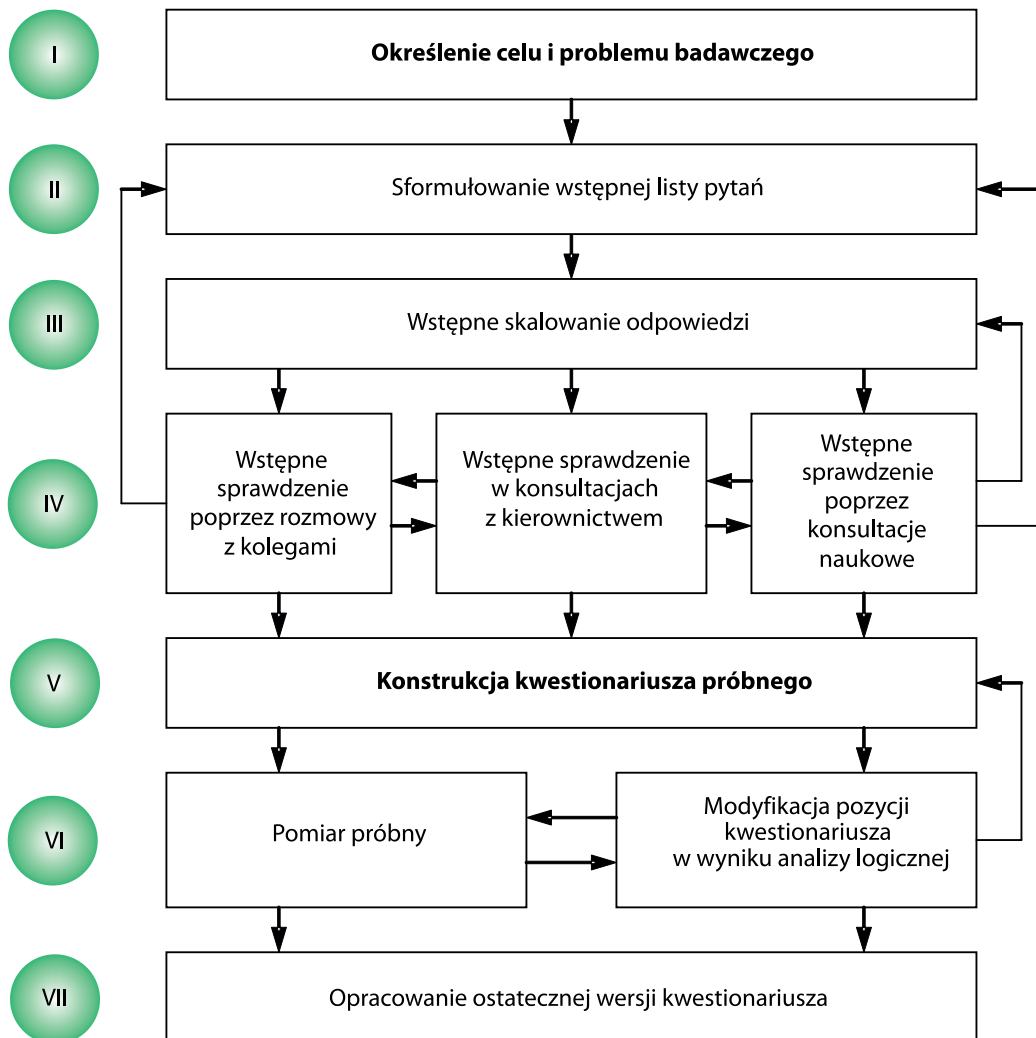 I
Określenie celu i problemu badawczego
II
Sformułowanie wstępnej listy pytań
III
Wstępne skalowanie odpowiedzi
IV
Wstępne
sprawdzenie
poprzez rozmowy
z kolegami
Wstępne sprawdzenie
w konsultacjach
z kierownictwem
Wstępne
sprawdzenie
poprzez
konsultacje
naukowe
V
Konstrukcja kwestionariusza próbnego
VI
Pomiar próbny
Modyfikacja pozycji
kwestionariusza
w wyniku analizy logicznej
VII
Opracowanie ostatecznej wersji kwestionariusza